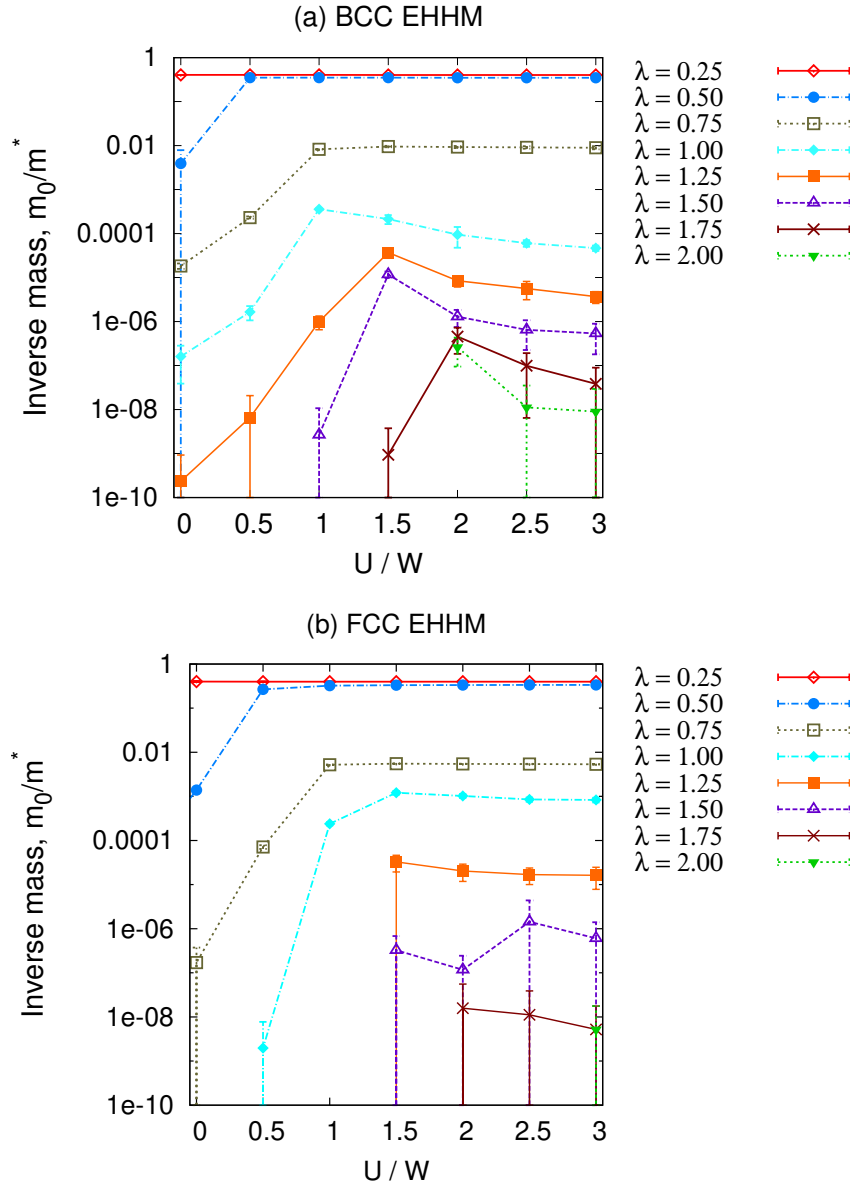 (a) BCC EHHM
Inverse mass, m₀/m*
1
0.01
0.0001
1e-06
1e-08
1e-10
0 0.5 1 1.5 2 2.5 3
U / W
λ = 0.25
λ = 0.50
λ = 0.75
λ = 1.00
λ = 1.25
λ = 1.50
λ = 1.75
λ = 2.00
(b) FCC EHHM
Inverse mass, m₀/m*
1
0.01
0.0001
1e-06
1e-08
1e-10
0 0.5 1 1.5 2 2.5 3
U / W
λ = 0.25
λ = 0.50
λ = 0.75
λ = 1.00
λ = 1.25
λ = 1.50
λ = 1.75
λ = 2.00